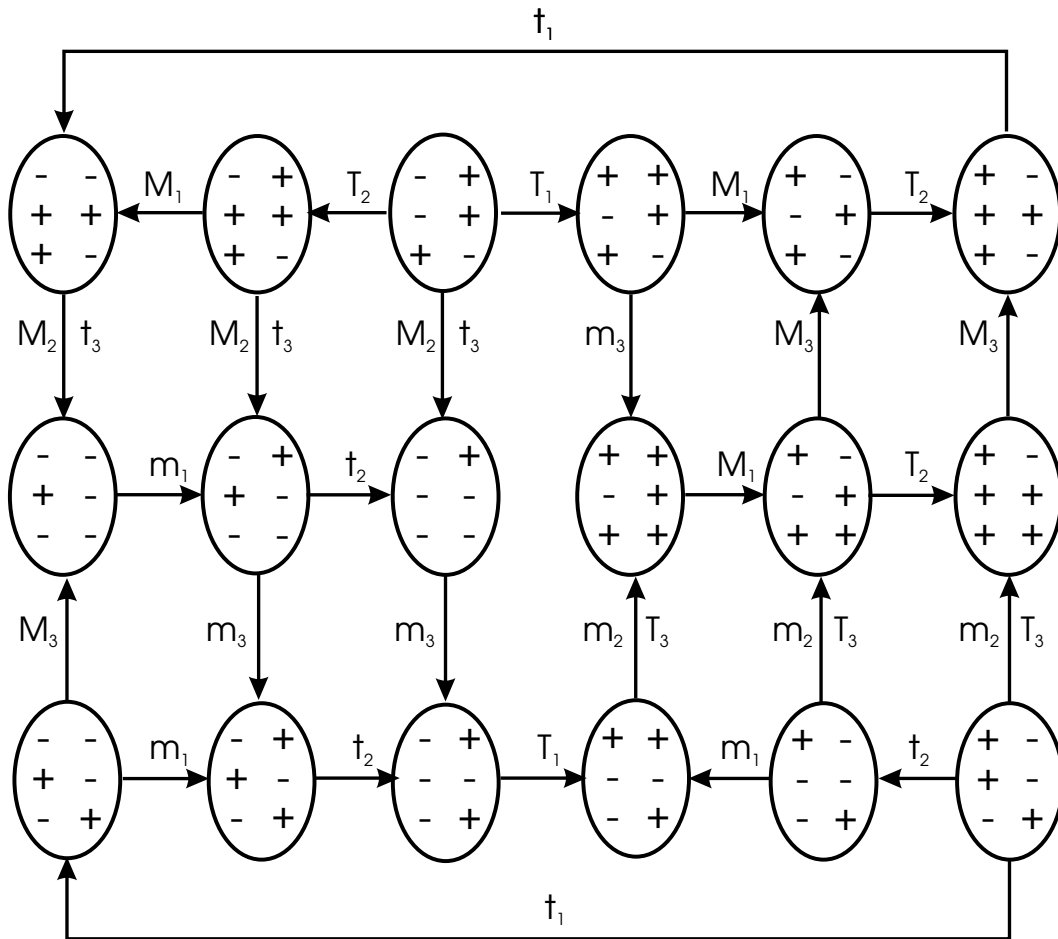 t₁
- - - + - + + + + - + -
M₁ T₂ T₁ M₁ T₂
+ + + + - + - + - + + +
+ - + - + - + - + - + -
M₂ t₃ M₂ t₃ M₂ t₃ m₃ M₃ M₃
- - - + - + + + + - + -
m₁ t₂ M₁ T₂
+ - + - - - - + - + + +
- - - - - - + + + + + +
M₃ m₃ m₃ m₂ T₃ m₂ T₃ m₂ T₃
- - - + - + + + + - + -
m₁ t₂ T₁ m₁ t₂
+ - + - - - - - - - + -
- + - + - + - + - + - +
t₁